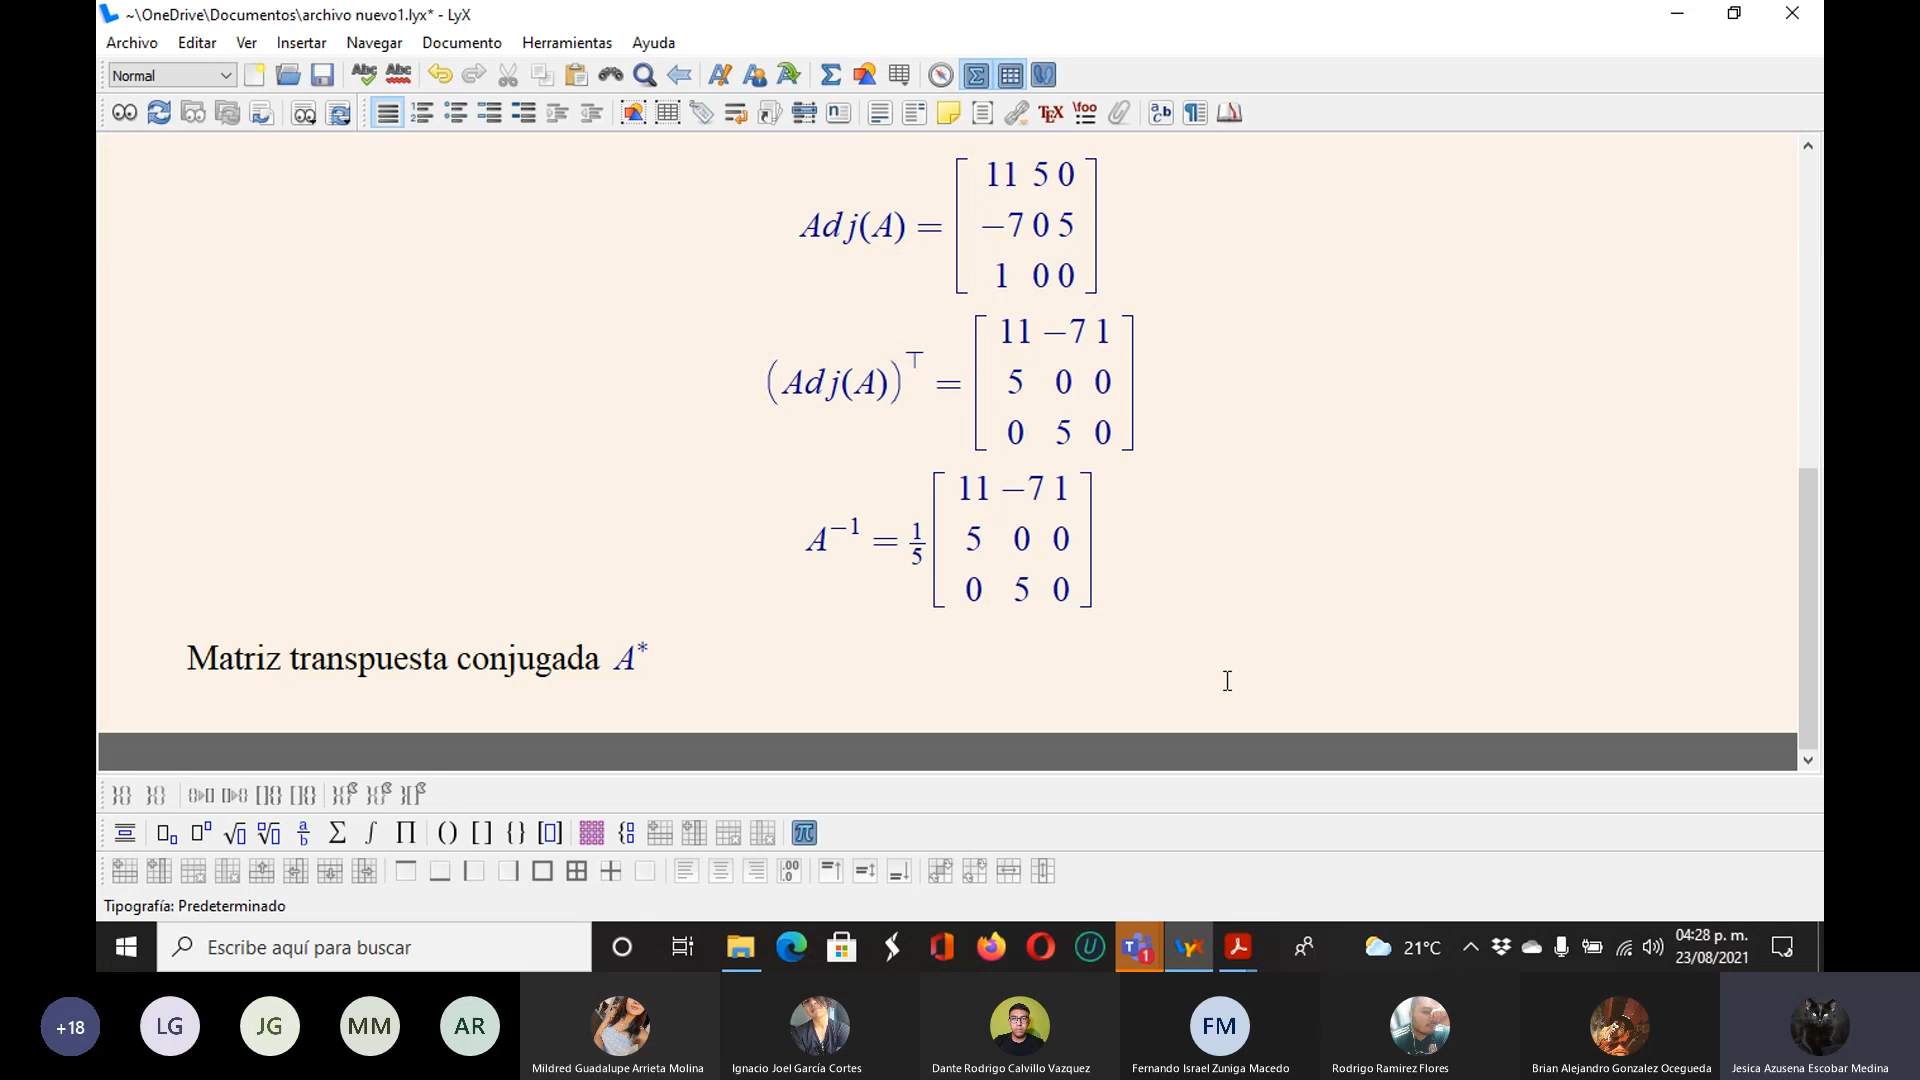 ~\OneDrive\Documentos\archivo nuevo1.lyx* - LyX
Archivo Editar Ver Insertar Navegar Documento Herramientas Ayuda
Normal
Adj(A) = [ 11 5 0
−7 0 5
1 0 0 ]
(Adj(A))⊤ = [ 11 −7 1
5 0 0
0 5 0 ]
A−1 = 1/5 [ 11 −7 1
5 0 0
0 5 0 ]
Matriz transpuesta conjugada A*
Tipografía: Predeterminado
Escribe aquí para buscar
21°C
04:28 p. m.
23/08/2021
+18 LG JG MM AR FM
Mildred Guadalupe Arrieta Molina
Ignacio Joel García Cortes
Dante Rodrigo Calvillo Vazquez
Fernando Israel Zuniga Macedo
Rodrigo Ramirez Flores
Brian Alejandro Gonzalez Ocegueda
Jesica Azusena Escobar Medina